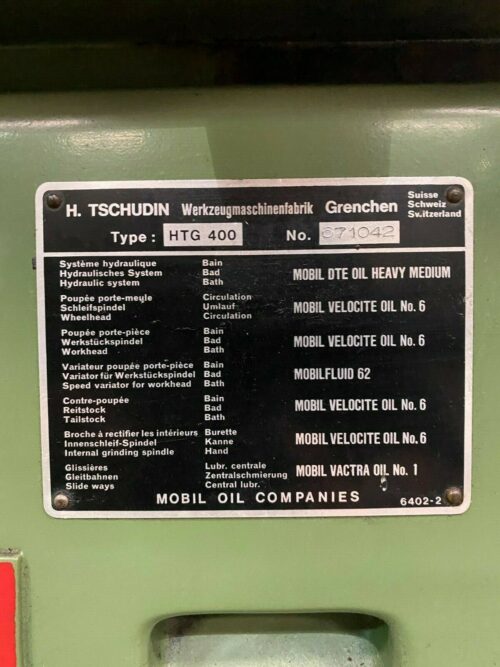 H. TSCHUDIN Werkzeugmaschinenfabrik Grenchen Suisse
Schweiz
Sv.itzerland
Type : HTG 400 No. 671042
Système hydraulique Bain
Hydraulisches System Bad MOBIL DTE OIL HEAVY MEDIUM
Hydraulic system Bath
Poupée porte-meule Circulation
Schleifspindel Umlauf MOBIL VELOCITE OIL No. 6
Wheelhead Circulation
Poupée porte-pièce Bain
Werkstückspindel Bad MOBIL VELOCITE OIL No. 6
Workhead Bath
Variateur poupée porte-pièce Bain
Variator für Werkstückspindel Bad MOBILFLUID 62
Speed variator for workhead Bath
Contre-poupée Bain
Reitstock Bad MOBIL VELOCITE OIL No. 6
Tailstock Bath
Broche à rectifier les intérieurs Burette
Innenschleif-Spindel Kanne MOBIL VELOCITE OIL No. 6
Internal grinding spindle Hand
Glissières Lubr. centrale
Gleitbahnen Zentralschmierung MOBIL VACTRA OIL No. 1
Slide ways Central lubr.
MOBIL OIL COMPANIES 6402-2